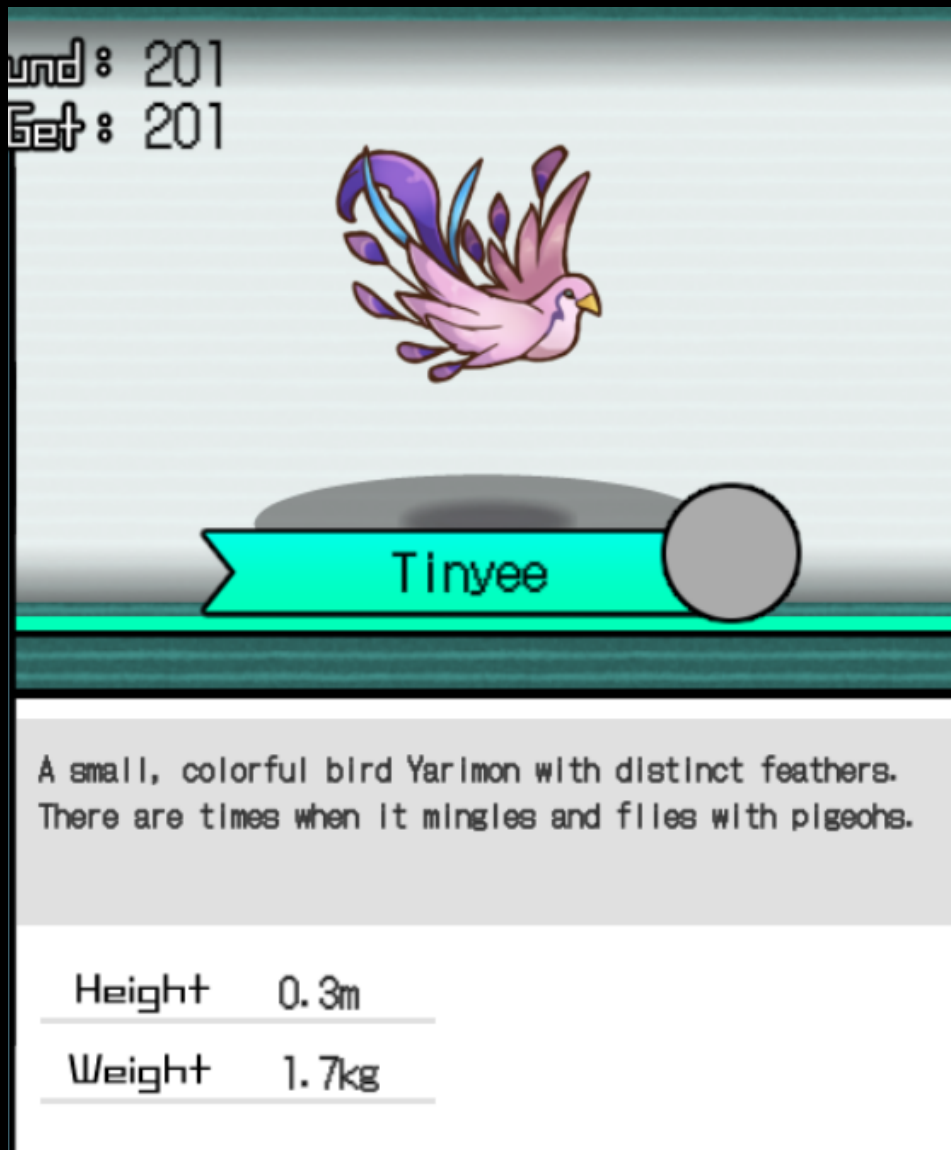 und: 201
Get: 201
Tinyee
A small, colorful bird Yarimon with distinct feathers.
There are times when it mingles and flies with pigeohs.
Height 0.3m
Weight 1.7kg